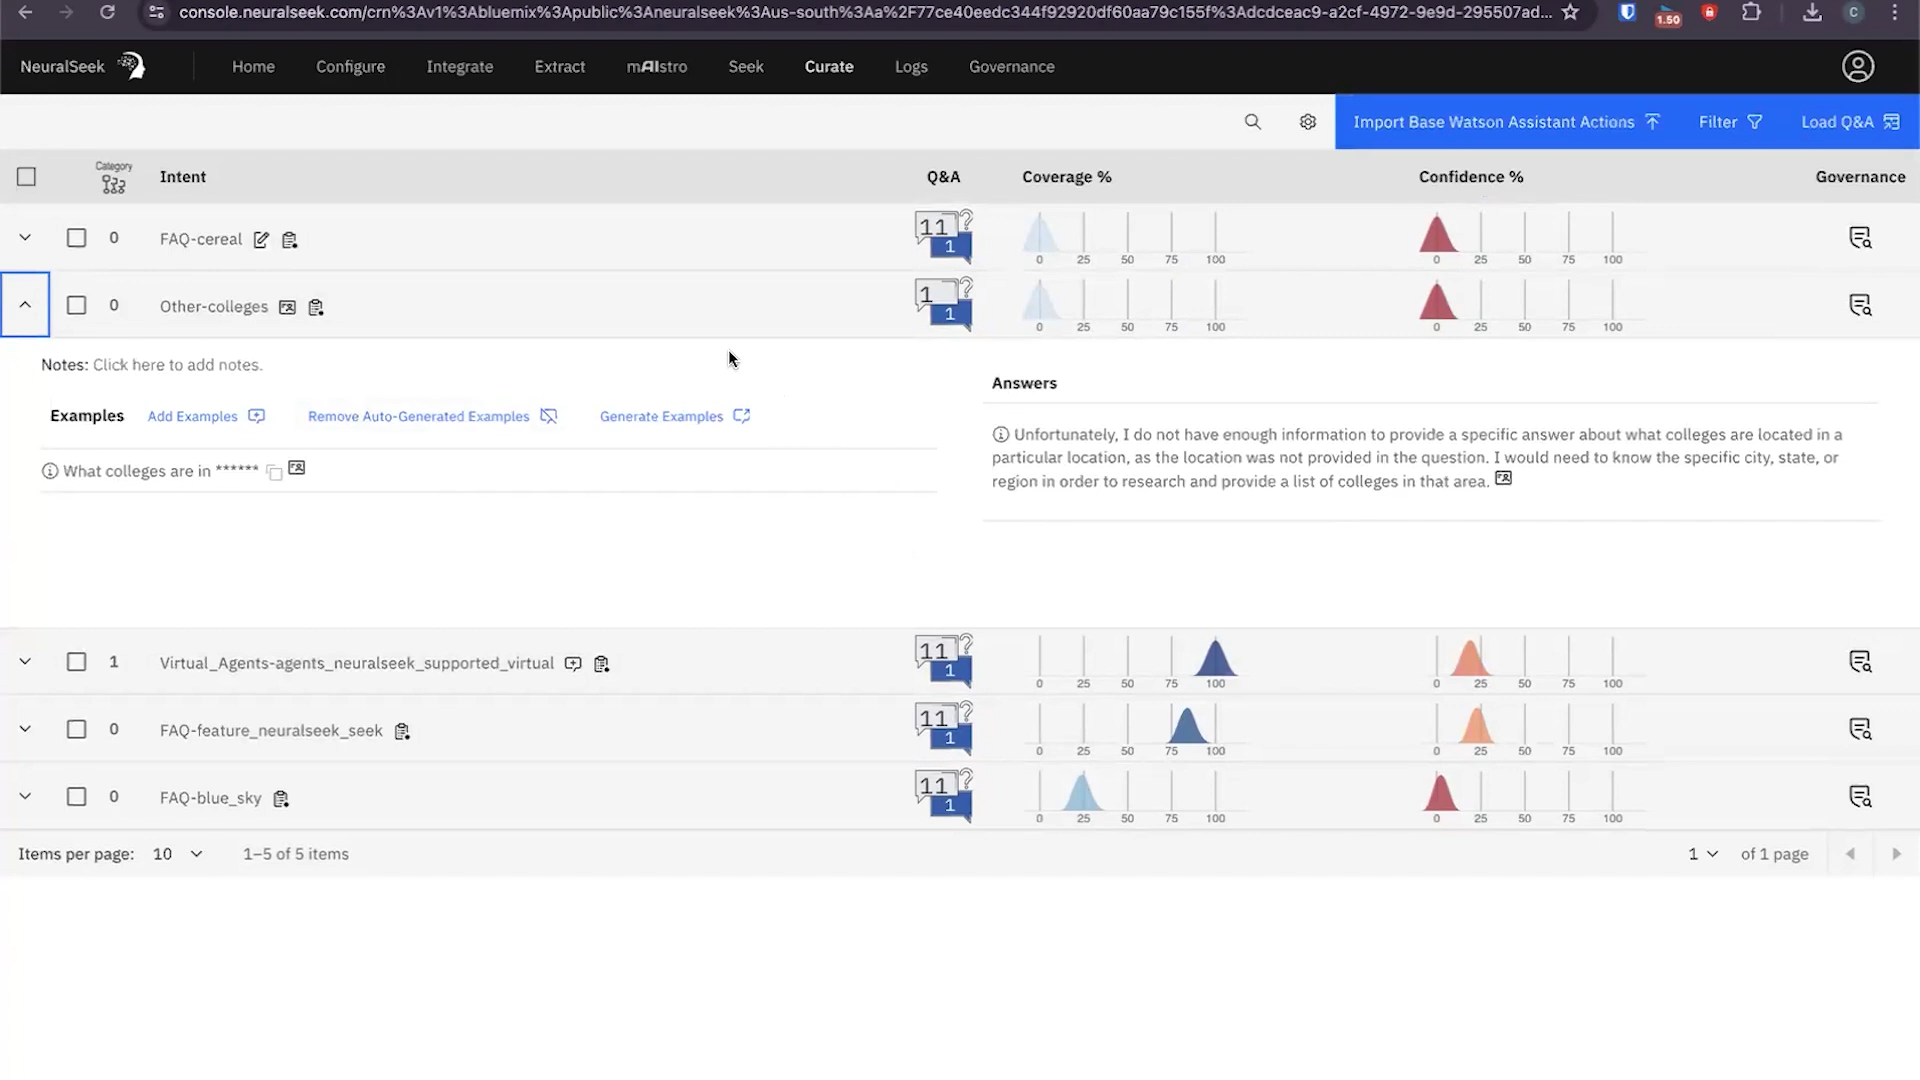 console.neuralseek.com/crn%3Av1%3Abluemix%3Apublic%3Aneuralseek%3Aus-south%3Aa%2F77ce40eedc344f92920df60aa79c155f%3Adcdceac9-a2cf-4972-9e9d-295507ad...
1.50
C
NeuralSeek
Home
Configure
Integrate
Extract
mAIstro
Seek
Curate
Logs
Governance
Import Base Watson Assistant Actions
Filter
Load Q&A
Category
Intent
Q&A
Coverage %
Confidence %
Governance
0
FAQ-cereal
11
?
1
0 25 50 75 100
0 25 50 75 100
0
Other-colleges
1
?
1
0 25 50 75 100
0 25 50 75 100
Notes: Click here to add notes.
Examples
Add Examples
Remove Auto-Generated Examples
Generate Examples
What colleges are in ******
Answers
Unfortunately, I do not have enough information to provide a specific answer about what colleges are located in a
particular location, as the location was not provided in the question. I would need to know the specific city, state, or
region in order to research and provide a list of colleges in that area.
1
Virtual_Agents-agents_neuralseek_supported_virtual
11
?
1
0 25 50 75 100
0 25 50 75 100
0
FAQ-feature_neuralseek_seek
11
?
1
0 25 50 75 100
0 25 50 75 100
0
FAQ-blue_sky
11
?
1
0 25 50 75 100
0 25 50 75 100
Items per page: 10
1–5 of 5 items
1
of 1 page